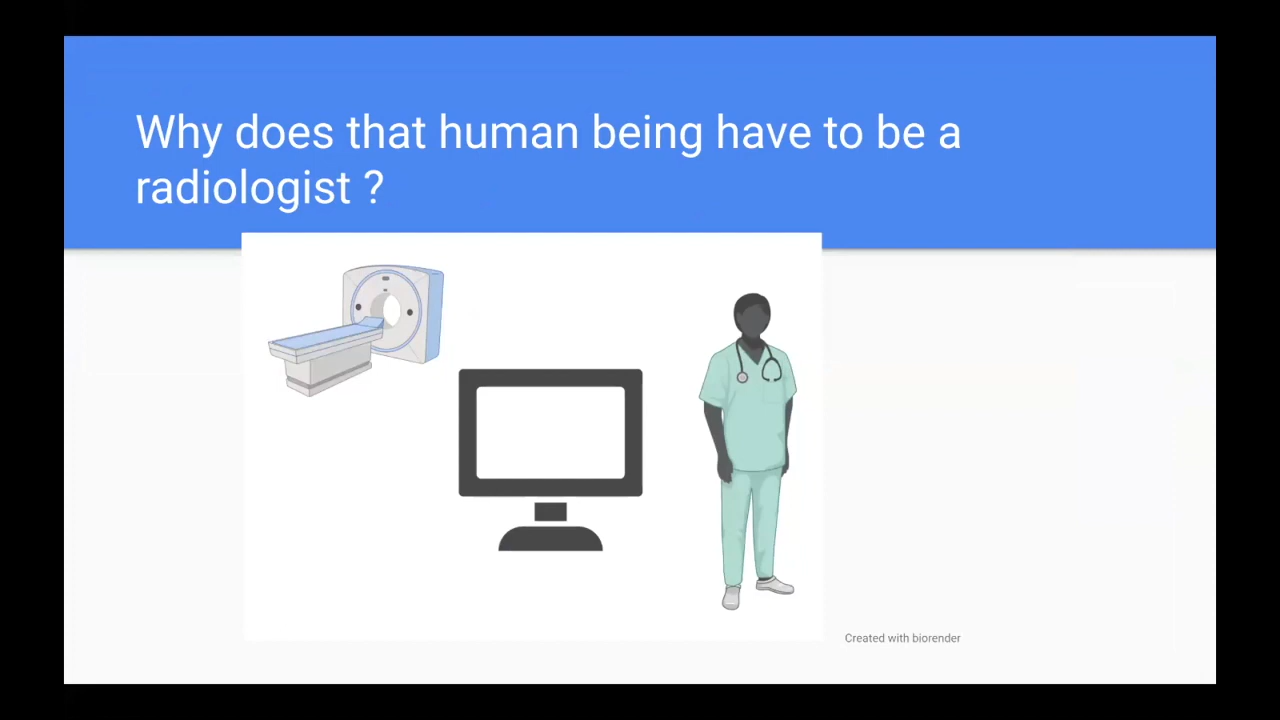 Why does that human being have to be a
radiologist ?
Created with biorender